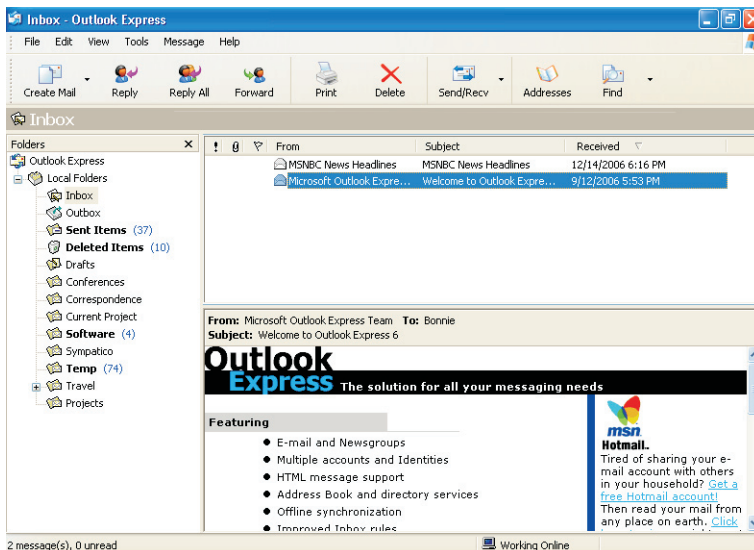 Inbox - Outlook Express
File Edit View Tools Message Help
Create Mail Reply Reply All Forward Print Delete Send/Recv Addresses Find
Inbox
Folders X
! From Subject Received
Outlook Express
MSNBC News Headlines MSNBC News Headlines 12/14/2006 6:16 PM
Local Folders
Microsoft Outlook Expre... Welcome to Outlook Expre... 9/12/2006 5:53 PM
Inbox
Outbox
Sent Items (37)
Deleted Items (10)
Drafts
Conferences
Correspondence
Current Project
Software (4)
Sympatico
Temp (74)
Travel
Projects
From: Microsoft Outlook Express Team To: Bonnie
Subject: Welcome to Outlook Express 6
Outlook
Express The solution for all your messaging needs
Featuring
● E-mail and Newsgroups
● Multiple accounts and Identities
● HTML message support
● Address Book and directory services
● Offline synchronization
● Improved Inbox rules
msn
Hotmail.
Tired of sharing your e-
mail account with others
in your household? Get a
free Hotmail account!
Then read your mail from
any place on earth. Click
2 message(s), 0 unread Working Online